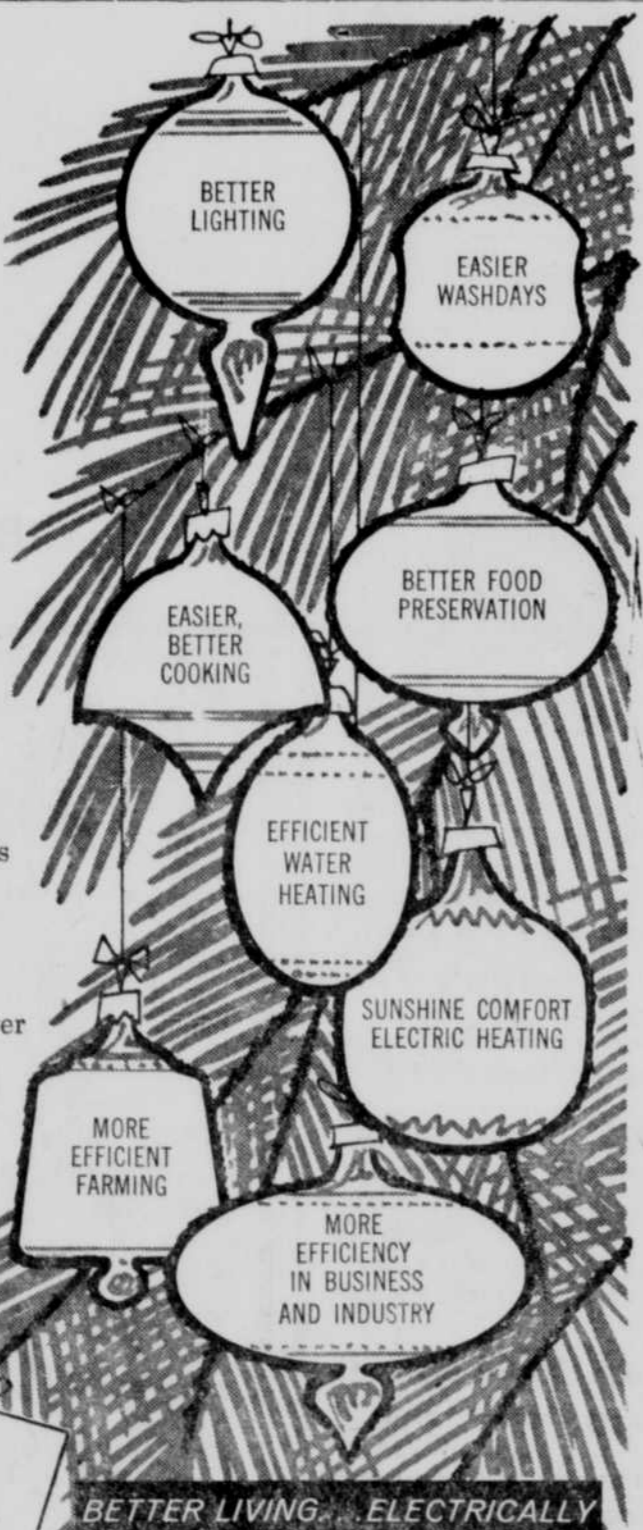 BETTER
LIGHTING
EASIER
WASHDAYS
EASIER,
BETTER
COOKING
BETTER FOOD
PRESERVATION
EFFICIENT
WATER
HEATING
SUNSHINE COMFORT
ELECTRIC HEATING
MORE
EFFICIENT
FARMING
MORE
EFFICIENCY
IN BUSINESS
AND INDUSTRY
BETTER LIVING...ELECTRICALLY